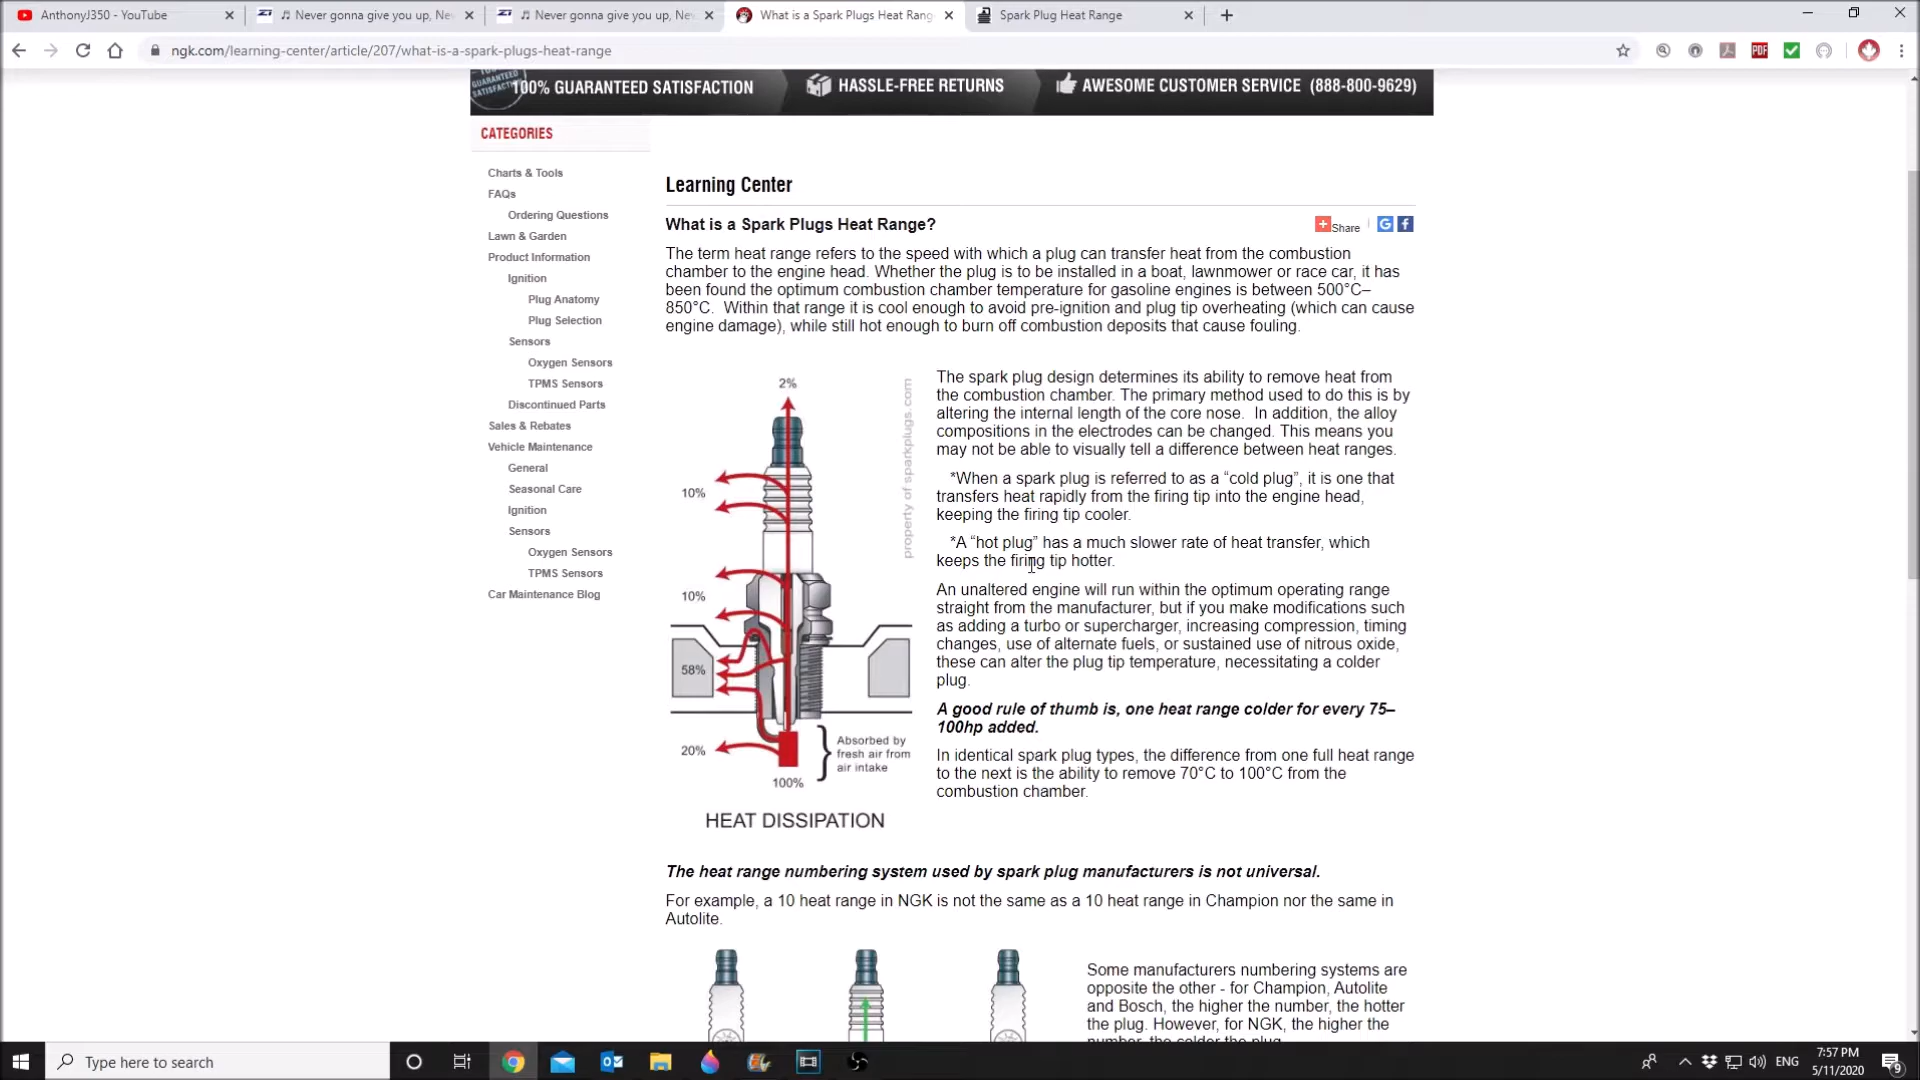 AnthonyJ350 - YouTube
♬ Never gonna give you up, Nev
♬ Never gonna give you up, Nev
What is a Spark Plugs Heat Rang
Spark Plug Heat Range
ngk.com/learning-center/article/207/what-is-a-spark-plugs-heat-range
100% GUARANTEED SATISFACTION
HASSLE-FREE RETURNS
AWESOME CUSTOMER SERVICE (888-800-9629)
CATEGORIES
Charts & Tools
FAQs
Ordering Questions
Lawn & Garden
Product Information
Ignition
Plug Anatomy
Plug Selection
Sensors
Oxygen Sensors
TPMS Sensors
Discontinued Parts
Sales & Rebates
Vehicle Maintenance
General
Seasonal Care
Ignition
Sensors
Oxygen Sensors
TPMS Sensors
Car Maintenance Blog
Learning Center
What is a Spark Plugs Heat Range?
Share
The term heat range refers to the speed with which a plug can transfer heat from the combustion
chamber to the engine head. Whether the plug is to be installed in a boat, lawnmower or race car, it has
been found the optimum combustion chamber temperature for gasoline engines is between 500°C–
850°C. Within that range it is cool enough to avoid pre-ignition and plug tip overheating (which can cause
engine damage), while still hot enough to burn off combustion deposits that cause fouling.
2%
10%
10%
58%
20%
100%
Absorbed by
fresh air from
air intake
property of sparkplugs.com
HEAT DISSIPATION
The spark plug design determines its ability to remove heat from
the combustion chamber. The primary method used to do this is by
altering the internal length of the core nose. In addition, the alloy
compositions in the electrodes can be changed. This means you
may not be able to visually tell a difference between heat ranges.
*When a spark plug is referred to as a “cold plug”, it is one that
transfers heat rapidly from the firing tip into the engine head,
keeping the firing tip cooler.
*A “hot plug” has a much slower rate of heat transfer, which
keeps the firing tip hotter.
An unaltered engine will run within the optimum operating range
straight from the manufacturer, but if you make modifications such
as adding a turbo or supercharger, increasing compression, timing
changes, use of alternate fuels, or sustained use of nitrous oxide,
these can alter the plug tip temperature, necessitating a colder
plug.
A good rule of thumb is, one heat range colder for every 75–
100hp added.
In identical spark plug types, the difference from one full heat range
to the next is the ability to remove 70°C to 100°C from the
combustion chamber.
The heat range numbering system used by spark plug manufacturers is not universal.
For example, a 10 heat range in NGK is not the same as a 10 heat range in Champion nor the same in
Autolite.
Some manufacturers numbering systems are
opposite the other - for Champion, Autolite
and Bosch, the higher the number, the hotter
the plug. However, for NGK, the higher the
number, the colder the plug.
Type here to search
ENG
7:57 PM
5/11/2020
9